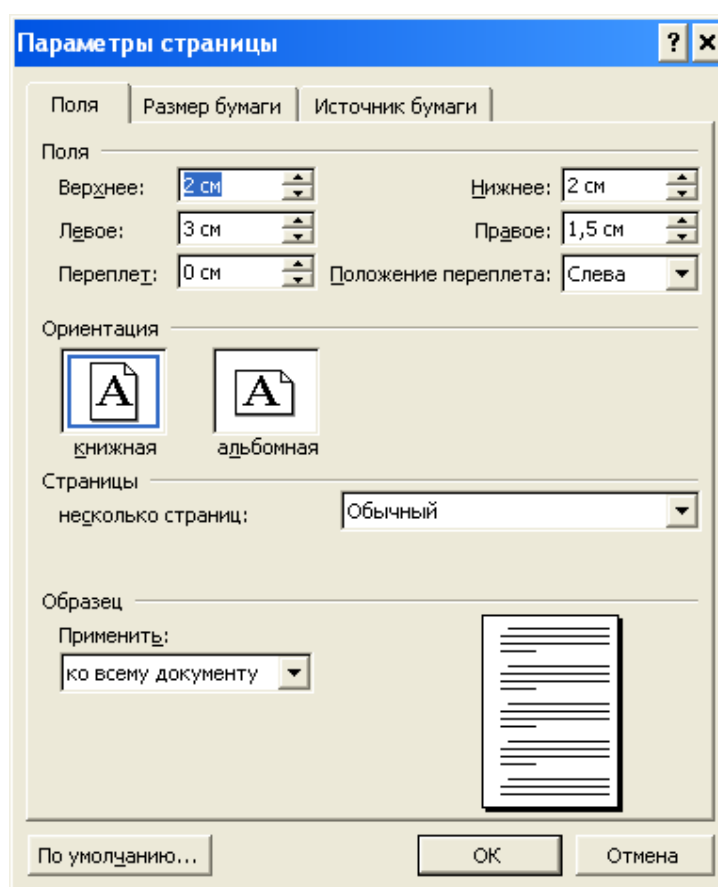 Параметры страницы
Поля Размер бумаги Источник бумаги
Поля
Верхнее: 2 см Нижнее: 2 см
Левое: 3 см Правое: 1,5 см
Переплет: 0 см Положение переплета: Слева
Ориентация
A A
книжная альбомная
Страницы
несколько страниц: Обычный
Образец
Применить:
ко всему документу
По умолчанию... ОК Отмена